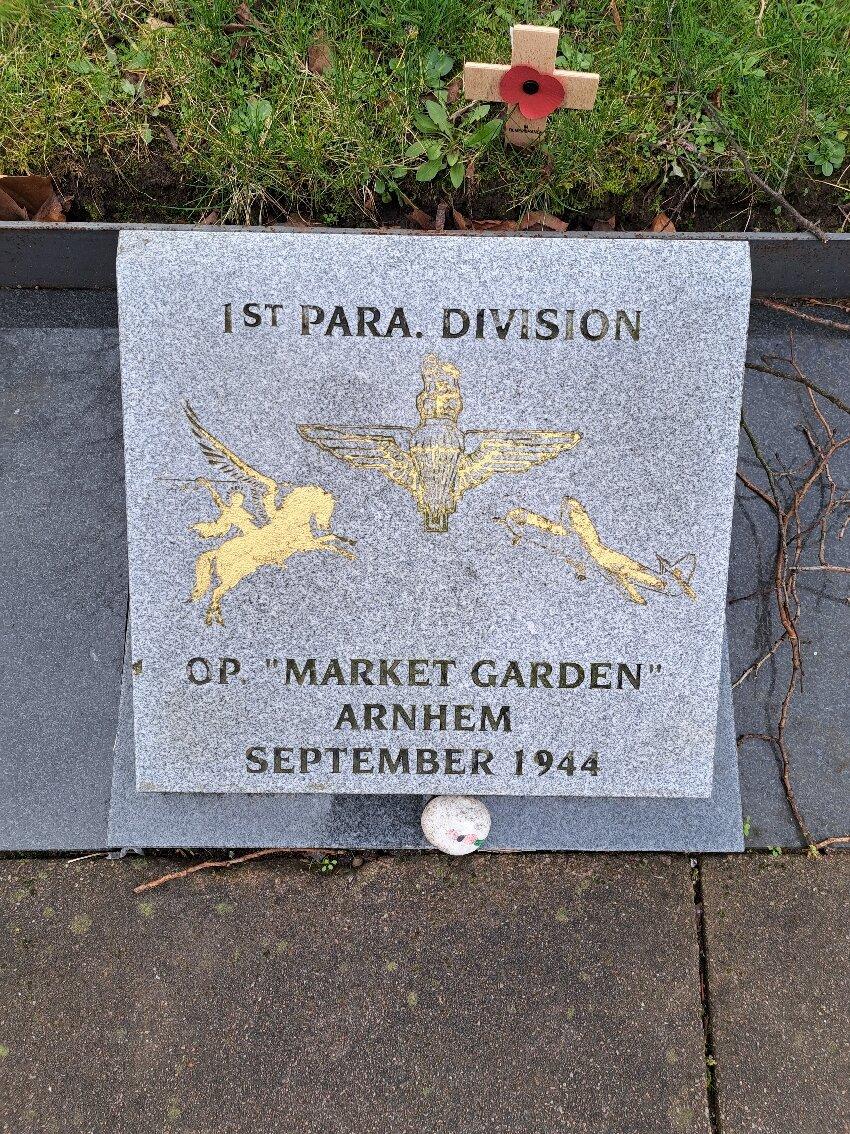 1ST PARA. DIVISION
OP. "MARKET GARDEN"
ARNHEM
SEPTEMBER 1944